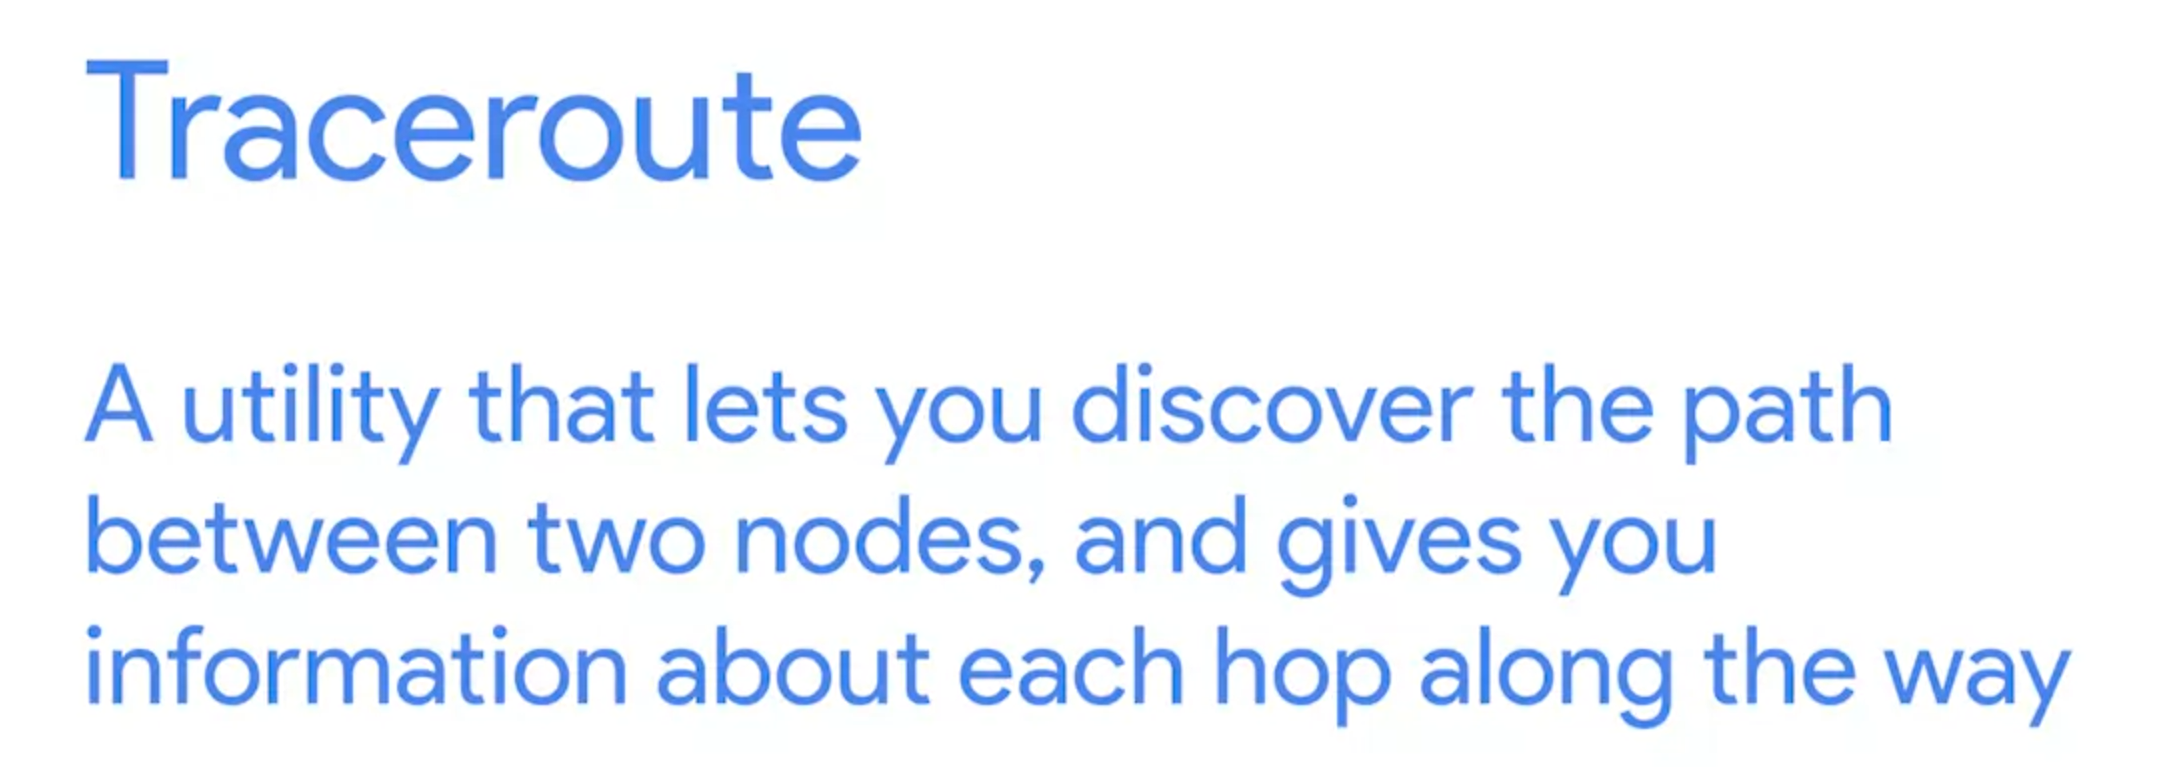 Traceroute
A utility that lets you discover the path
between two nodes, and gives you
information about each hop along the way